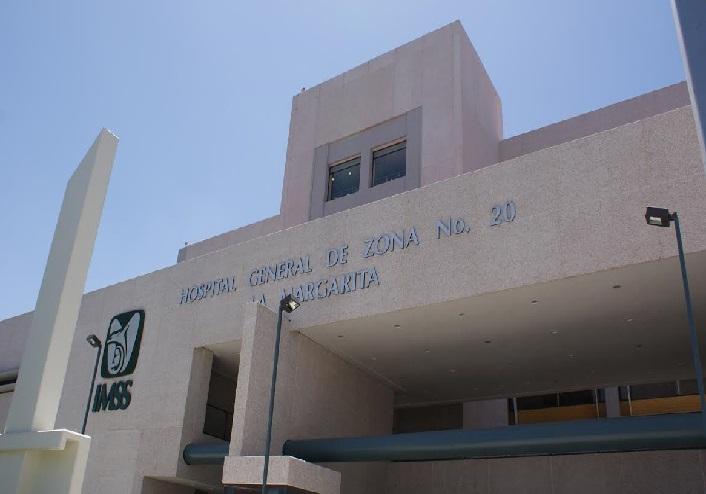 HOSPITAL GENERAL DE ZONA No. 20
LA MARGARITA
IMSS